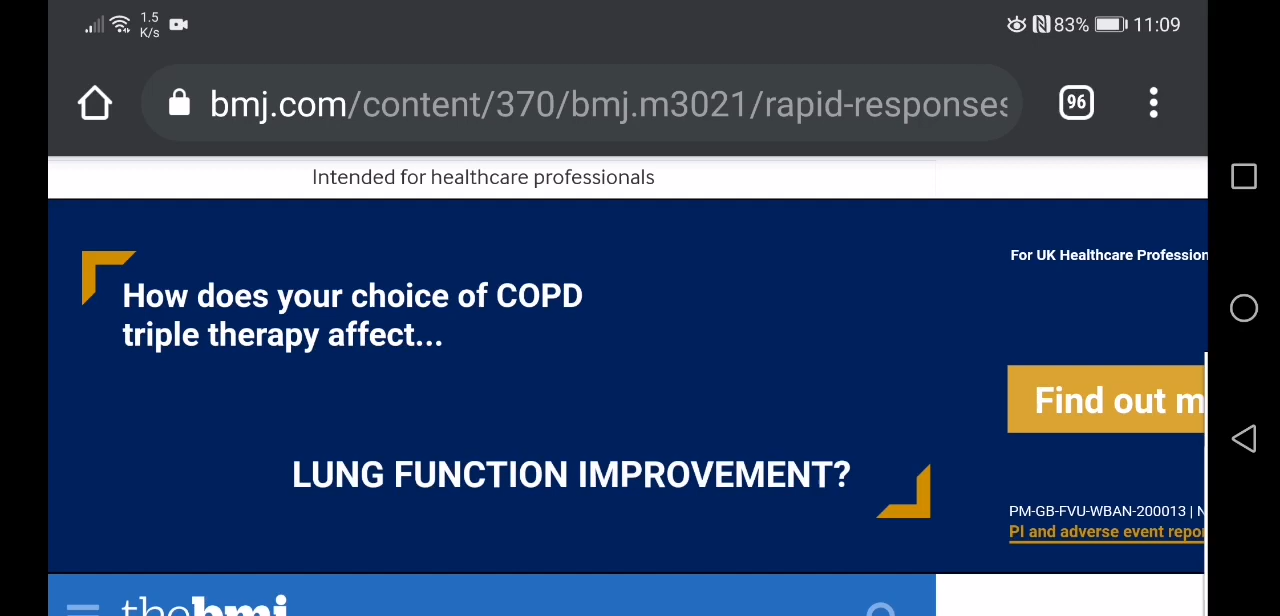 1.5
K/s
83%
11:09
bmj.com/content/370/bmj.m3021/rapid-responses
96
Intended for healthcare professionals
For UK Healthcare Profession
How does your choice of COPD
triple therapy affect...
Find out m
LUNG FUNCTION IMPROVEMENT?
PM-GB-FVU-WBAN-200013 | N
PI and adverse event repo
thebmj